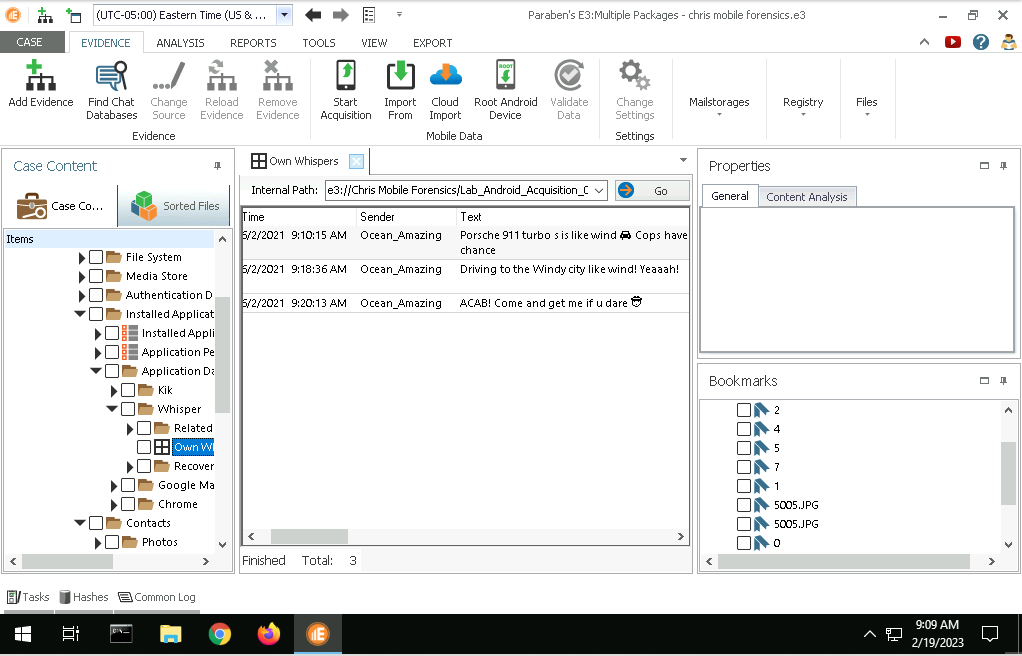 (UTC-05:00) Eastern Time (US & ...
Paraben's E3:Multiple Packages - chris mobile forensics.e3
CASE
EVIDENCE
ANALYSIS
REPORTS
TOOLS
VIEW
EXPORT
Add Evidence
Find Chat
Databases
Change
Source
Reload
Evidence
Remove
Evidence
Start
Acquisition
Import
From
Cloud
Import
ROOT
Root Android
Device
Validate
Data
Change
Settings
Mailstorages
Registry
Files
Evidence
Mobile Data
Settings
Case Content
Case Co...
Sorted Files
Items
File System
Media Store
Authentication D
Installed Applicat
Installed Appli
Application Pe
Application Da
Kik
Whisper
Related
Own Wl
Recover
Google Ma
Chrome
Contacts
Photos
Own Whispers
Internal Path:
e3://Chris Mobile Forensics/Lab_Android_Acquisition_0
Go
Time
Sender
Text
6/2/2021 9:10:15 AM
Ocean_Amazing
Porsche 911 turbo s is like wind 🚘 Cops have
chance
6/2/2021 9:18:36 AM
Ocean_Amazing
Driving to the Windy city like wind! Yeaaah!
6/2/2021 9:20:13 AM
Ocean_Amazing
ACAB! Come and get me if u dare 😎
Finished
Total:
3
Properties
General
Content Analysis
Bookmarks
2
4
5
7
1
5005.JPG
5005.JPG
0
Tasks
Hashes
Common Log
9:09 AM
2/19/2023